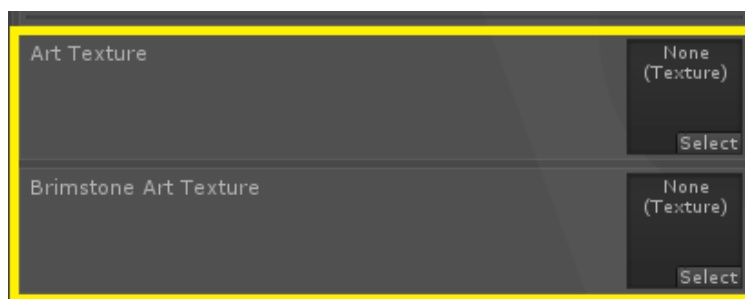 Art Texture
None
(Texture)
Select
Brimstone Art Texture
None
(Texture)
Select